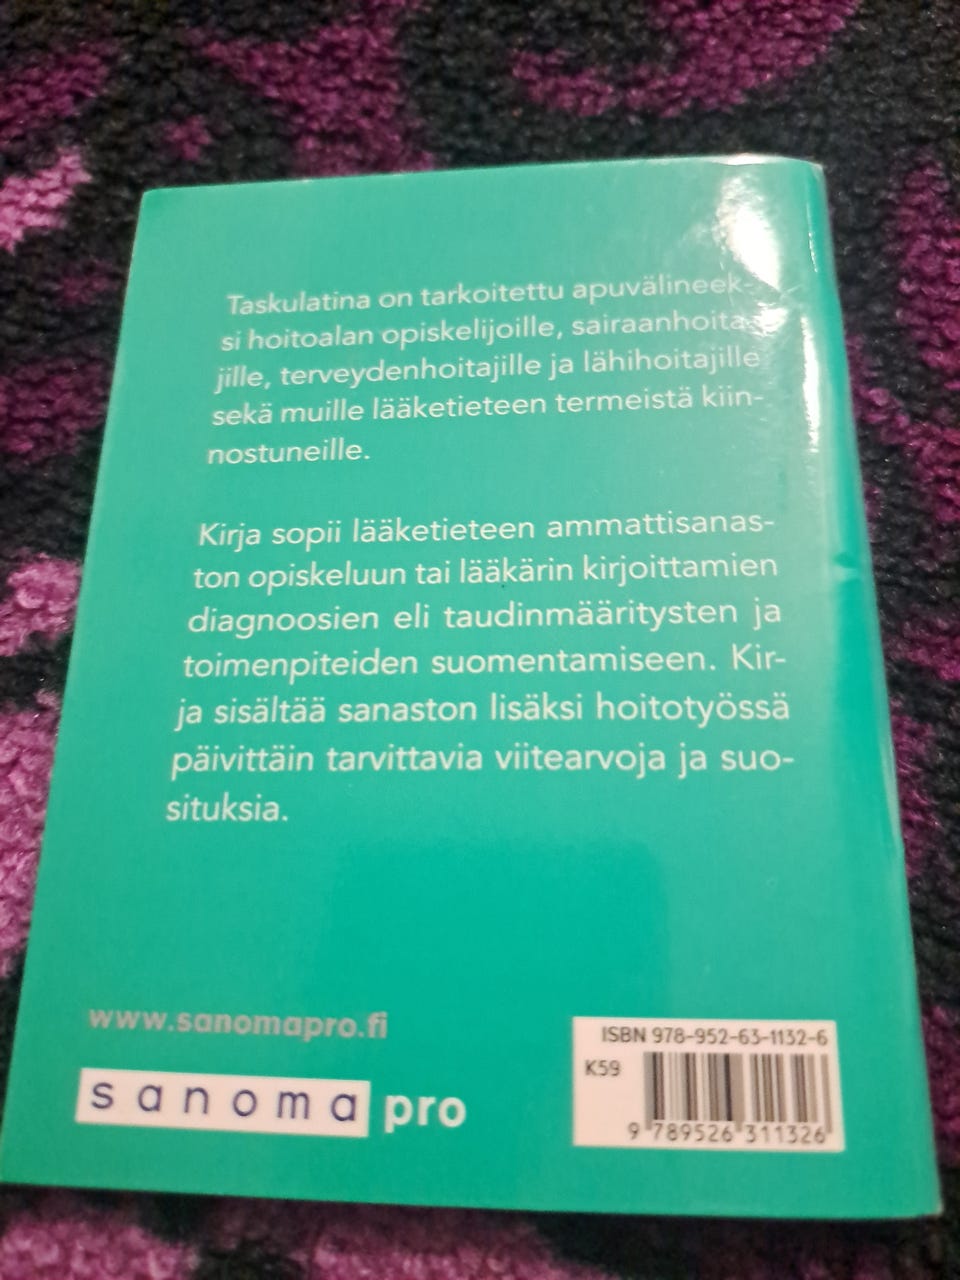 Taskulatina on tarkoitettu apuvälineek-
si hoitoalan opiskelijoille, sairaanhoita-
jille, terveydenhoitajille ja lähihoitajille
sekä muille lääketieteen termeistä kiin-
nostuneille.
Kirja sopii lääketieteen ammattisanas-
ton opiskeluun tai lääkärin kirjoittamien
diagnoosien eli taudinmääritysten ja
toimenpiteiden suomentamiseen. Kir-
ja sisältää sanaston lisäksi hoitotyössä
päivittäin tarvittavia viitearvoja ja suo-
situksia.
www.sanomapro.fi
sanoma pro
ISBN 978-952-63-1132-6
K59
9 789526 311326